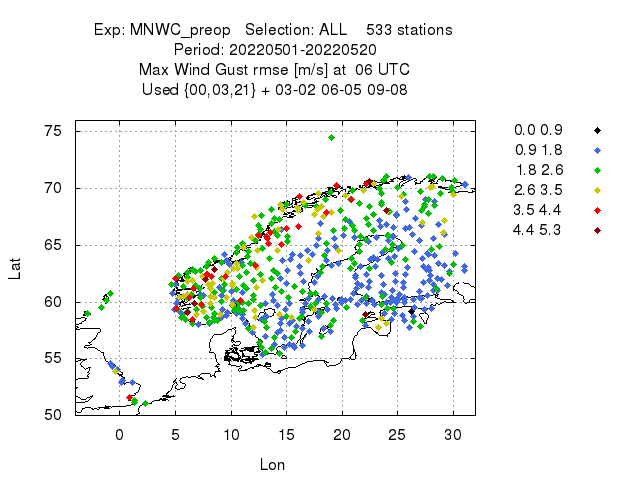 Exp: MNWC_preop Selection: ALL 533 stations
Period: 20220501-20220520
Max Wind Gust rmse [m/s] at 06 UTC
Used {00,03,21} + 03-02 06-05 09-08
75
70
65
60
55
50
Lat
0 5 10 15 20 25 30
Lon
0.0 0.9
0.9 1.8
1.8 2.6
2.6 3.5
3.5 4.4
4.4 5.3